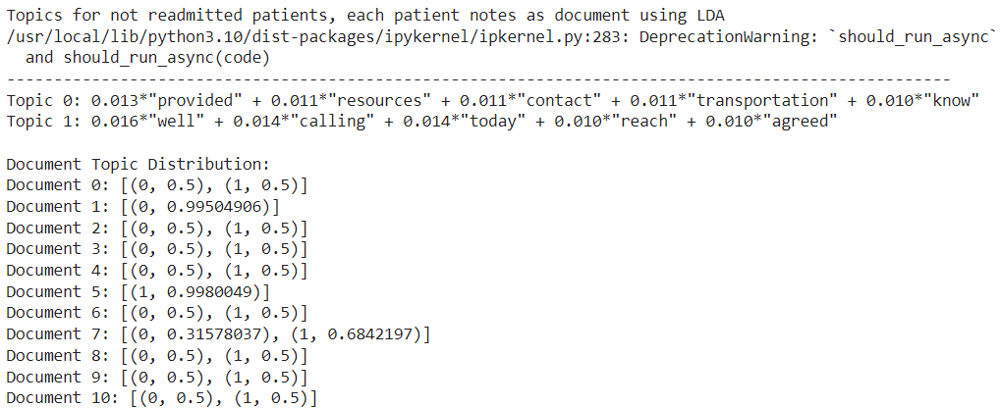 Topics for not readmitted patients, each patient notes as document using LDA
/usr/local/lib/python3.10/dist-packages/ipykernel/ipkernel.py:283: DeprecationWarning: `should_run_async`
and should_run_async(code)
----------------------------------------------------------------------------------------------------
Topic 0: 0.013*"provided" + 0.011*"resources" + 0.011*"contact" + 0.011*"transportation" + 0.010*"know"
Topic 1: 0.016*"well" + 0.014*"calling" + 0.014*"today" + 0.010*"reach" + 0.010*"agreed"
Document Topic Distribution:
Document 0: [(0, 0.5), (1, 0.5)]
Document 1: [(0, 0.99504906)]
Document 2: [(0, 0.5), (1, 0.5)]
Document 3: [(0, 0.5), (1, 0.5)]
Document 4: [(0, 0.5), (1, 0.5)]
Document 5: [(1, 0.9980049)]
Document 6: [(0, 0.5), (1, 0.5)]
Document 7: [(0, 0.31578037), (1, 0.6842197)]
Document 8: [(0, 0.5), (1, 0.5)]
Document 9: [(0, 0.5), (1, 0.5)]
Document 10: [(0, 0.5), (1, 0.5)]